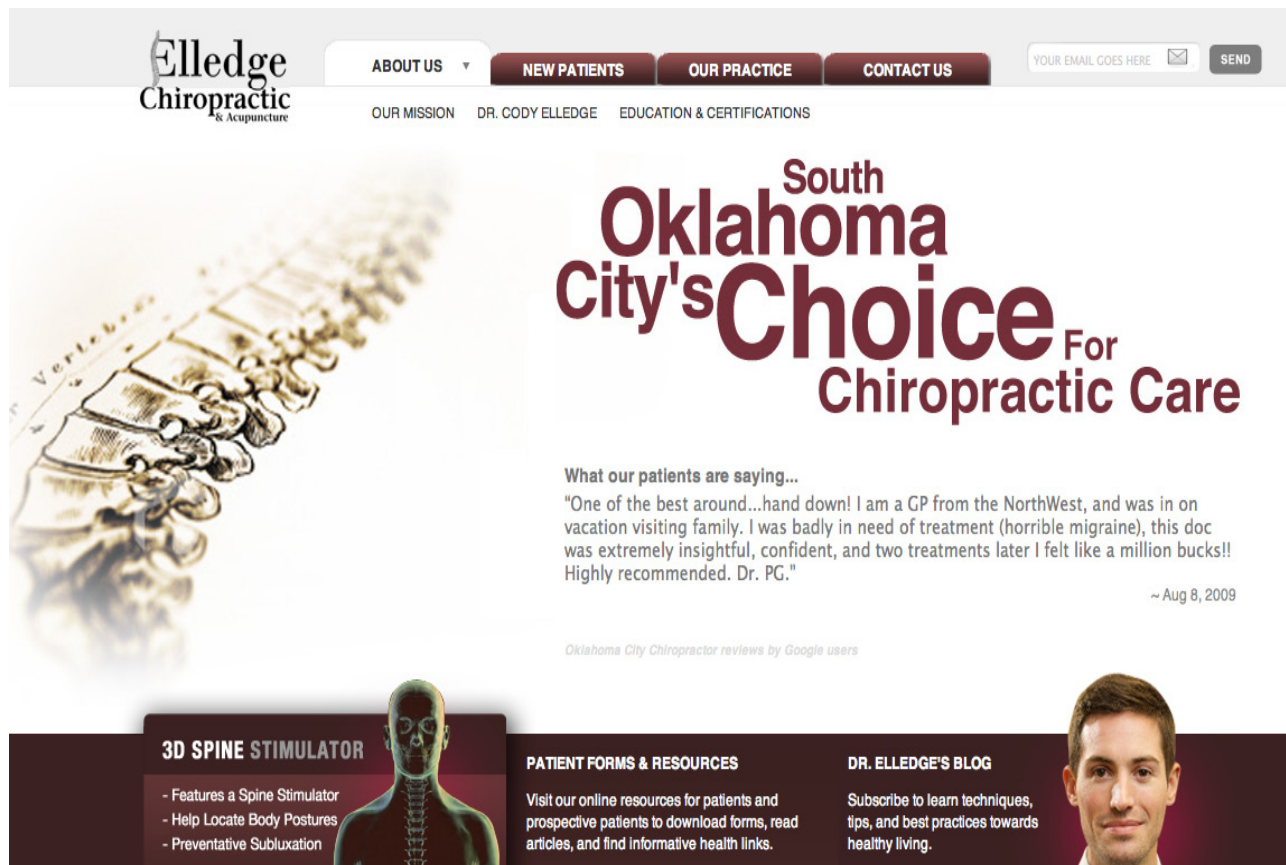 Elledge
Chiropractic
& Acupuncture
ABOUT US
NEW PATIENTS
OUR PRACTICE
CONTACT US
YOUR EMAIL GOES HERE
SEND
OUR MISSION
DR. CODY ELLEDGE
EDUCATION & CERTIFICATIONS
Vertebra
South
Oklahoma
City's Choice For
Chiropractic Care
What our patients are saying...
"One of the best around...hand down! I am a GP from the NorthWest, and was in on
vacation visiting family. I was badly in need of treatment (horrible migraine), this doc
was extremely insightful, confident, and two treatments later I felt like a million bucks!!
Highly recommended. Dr. PG."
~ Aug 8, 2009
Oklahoma City Chiropractor reviews by Google users
3D SPINE STIMULATOR
- Features a Spine Stimulator
- Help Locate Body Postures
- Preventative Subluxation
PATIENT FORMS & RESOURCES
Visit our online resources for patients and
prospective patients to download forms, read
articles, and find informative health links.
DR. ELLEDGE'S BLOG
Subscribe to learn techniques,
tips, and best practices towards
healthy living.